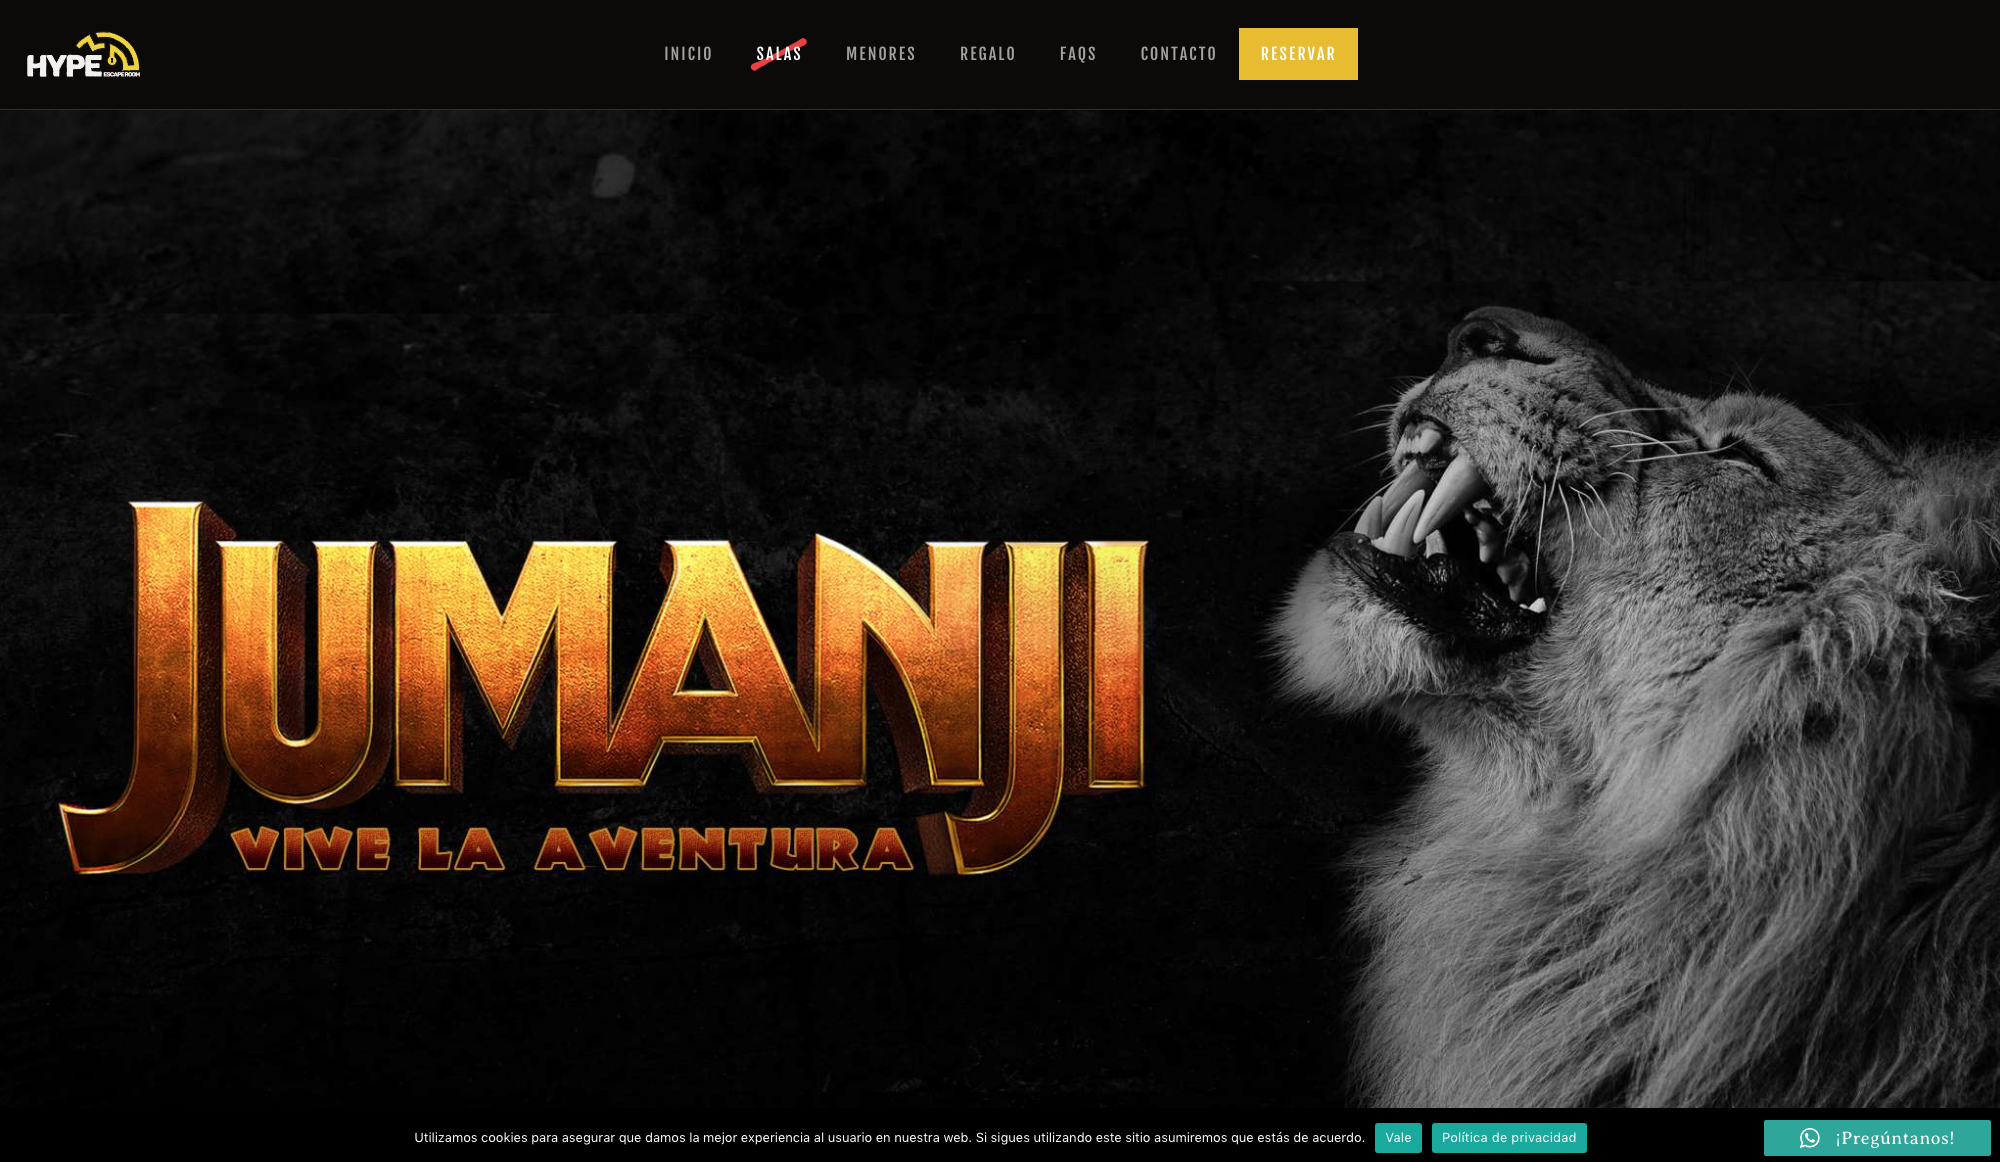 HYPE
ESCAPE ROOM
INICIO
SALAS
MENORES
REGALO
FAQS
CONTACTO
RESERVAR
JUMANJI
VIVE LA AVENTURA
Utilizamos cookies para asegurar que damos la mejor experiencia al usuario en nuestra web. Si sigues utilizando este sitio asumiremos que estás de acuerdo.
Vale
Política de privacidad
¡Pregúntanos!